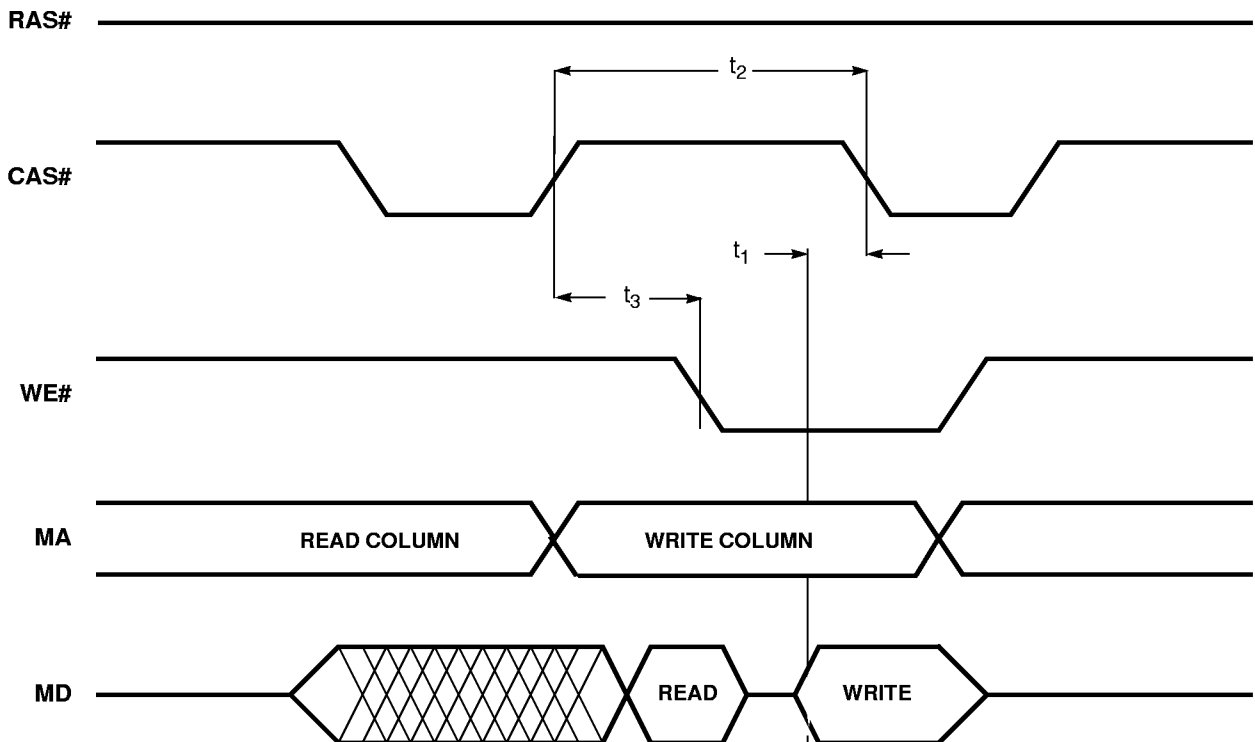 RAS#
t2
CAS#
t1
t3
WE#
MA READ COLUMN WRITE COLUMN
MD READ WRITE